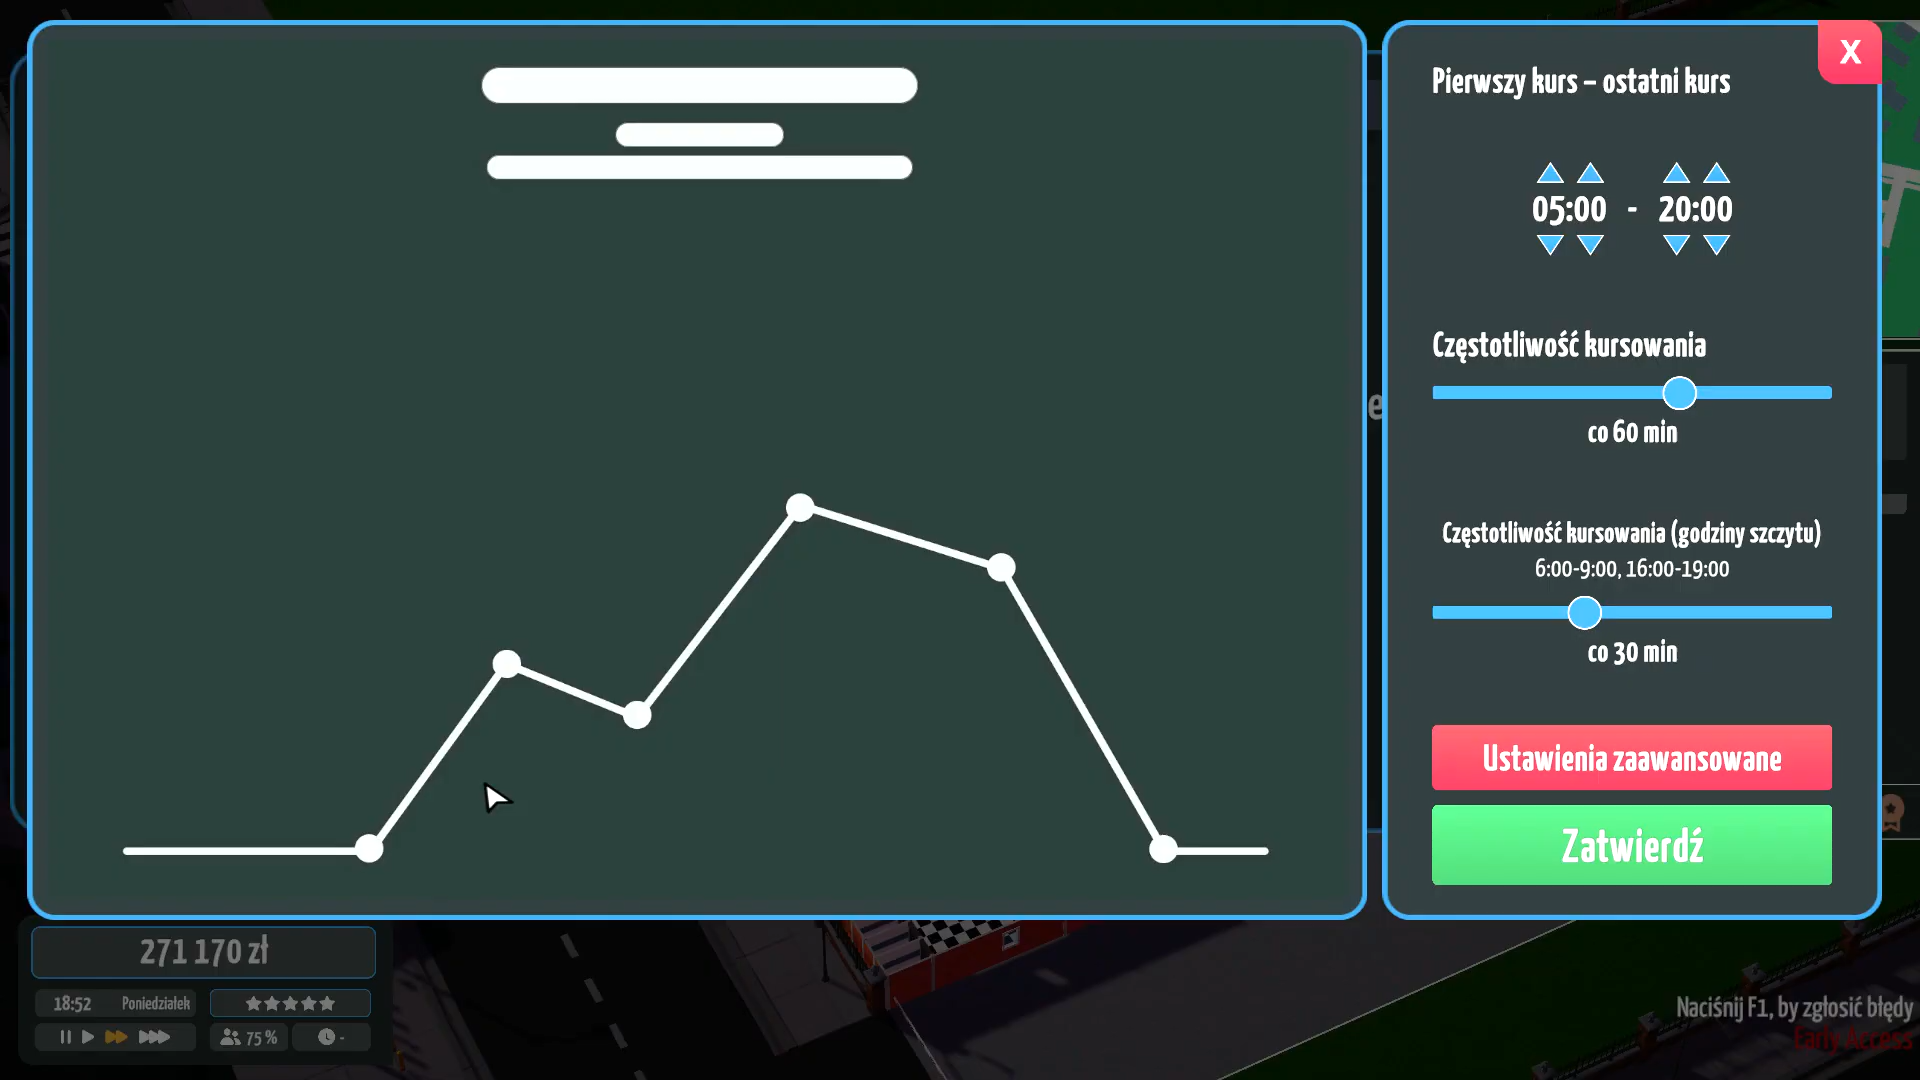 X
Pierwszy kurs – ostatni kurs
05:00 - 20:00
Częstotliwość kursowania
co 60 min
Częstotliwość kursowania (godziny szczytu)
6:00-9:00, 16:00-19:00
co 30 min
Ustawienia zaawansowane
Zatwierdź
271 170 zł
18:52 Poniedziałek
75 %
-
Naciśnij F1, by zgłosić błędy
Early Access